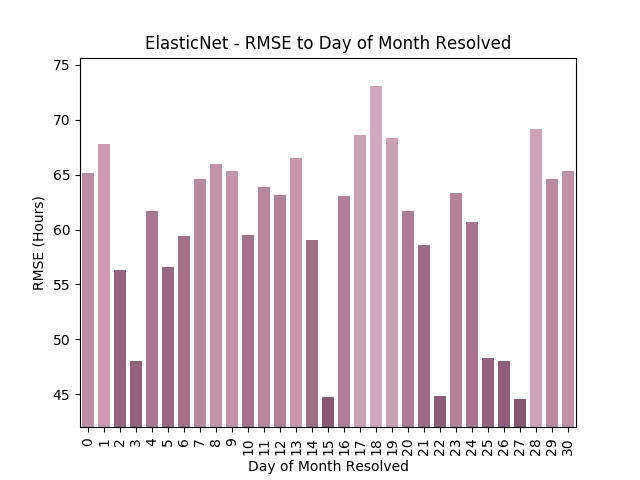 ElasticNet - RMSE to Day of Month Resolved
75
70
65
60
55
50
45
RMSE (Hours)
0 1 2 3 4 5 6 7 8 9 10 11 12 13 14 15 16 17 18 19 20 21 22 23 24 25 26 27 28 29 30
Day of Month Resolved